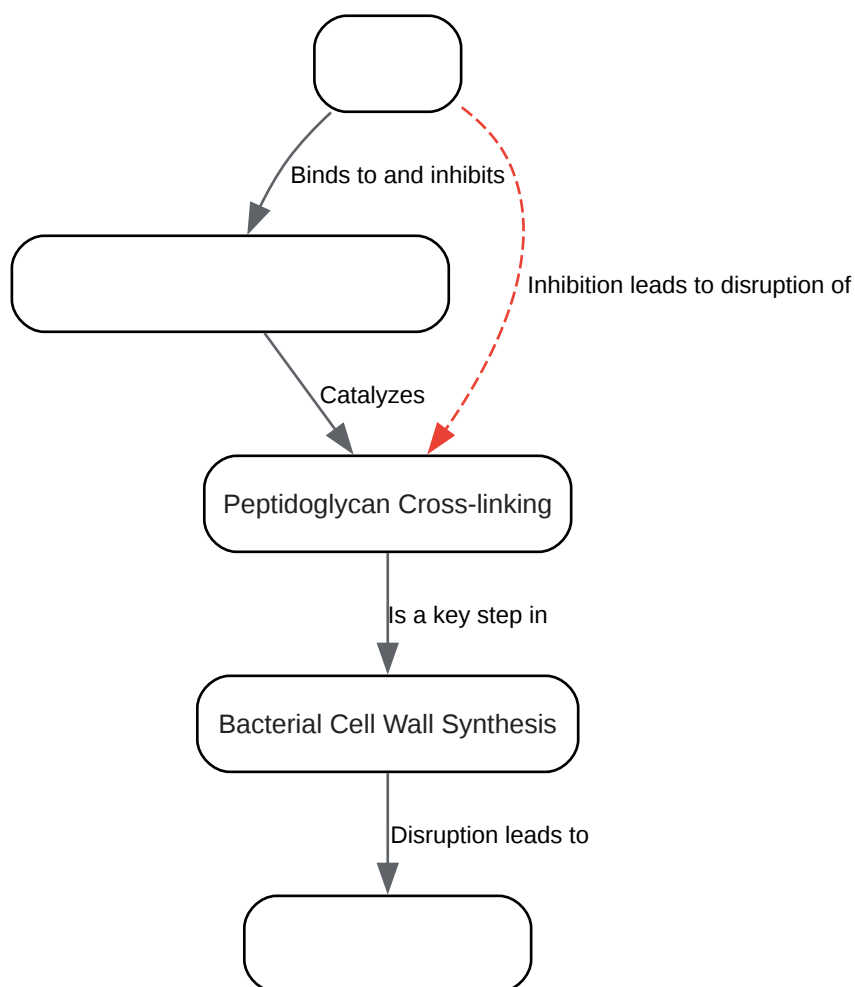 Binds to and inhibits
Inhibition leads to disruption of
Catalyzes
Peptidoglycan Cross-linking
Is a key step in
Bacterial Cell Wall Synthesis
Disruption leads to